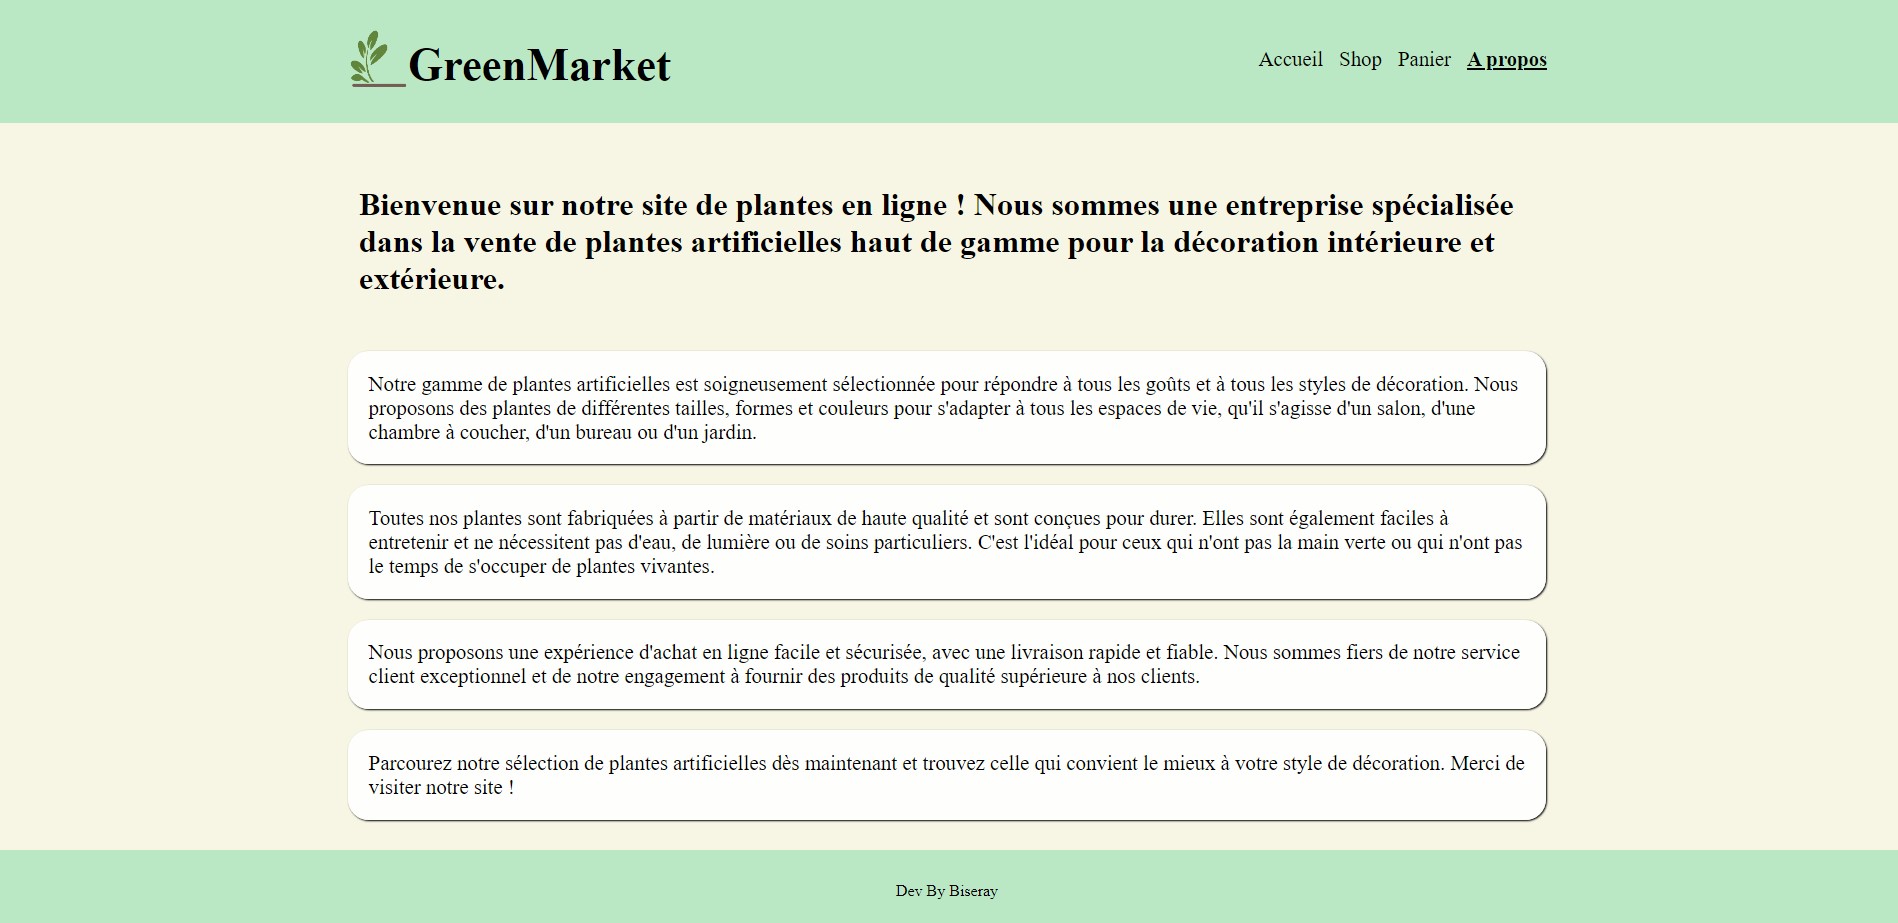 GreenMarket
Accueil Shop Panier A propos
Bienvenue sur notre site de plantes en ligne ! Nous sommes une entreprise spécialisée
dans la vente de plantes artificielles haut de gamme pour la décoration intérieure et
extérieure.
Notre gamme de plantes artificielles est soigneusement sélectionnée pour répondre à tous les goûts et à tous les styles de décoration. Nous
proposons des plantes de différentes tailles, formes et couleurs pour s'adapter à tous les espaces de vie, qu'il s'agisse d'un salon, d'une
chambre à coucher, d'un bureau ou d'un jardin.
Toutes nos plantes sont fabriquées à partir de matériaux de haute qualité et sont conçues pour durer. Elles sont également faciles à
entretenir et ne nécessitent pas d'eau, de lumière ou de soins particuliers. C'est l'idéal pour ceux qui n'ont pas la main verte ou qui n'ont pas
le temps de s'occuper de plantes vivantes.
Nous proposons une expérience d'achat en ligne facile et sécurisée, avec une livraison rapide et fiable. Nous sommes fiers de notre service
client exceptionnel et de notre engagement à fournir des produits de qualité supérieure à nos clients.
Parcourez notre sélection de plantes artificielles dès maintenant et trouvez celle qui convient le mieux à votre style de décoration. Merci de
visiter notre site !
Dev By Biseray